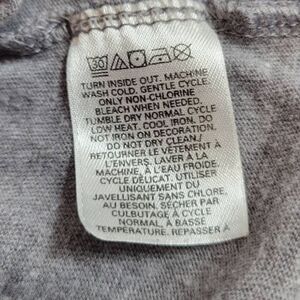 30
TURN INSIDE OUT. MACHINE
WASH COLD, GENTLE CYCLE.
ONLY NON-CHLORINE
BLEACH WHEN NEEDED.
TUMBLE DRY NORMAL CYCLE
LOW HEAT. COOL IRON. DO
NOT IRON ON DECORATION.
DO NOT DRY CLEAN./
RETOURNER LE VÊTEMENT À
L'ENVERS. LAVER À LA
MACHINE, À L'EAU FROIDE,
CYCLE DÉLICAT. UTILISER
UNIQUEMENT DU
JAVELLISANT SANS CHLORE,
AU BESOIN. SÉCHER PAR
CULBUTAGE À CYCLE
NORMAL, À BASSE
TEMPÉRATURE. REPASSER À